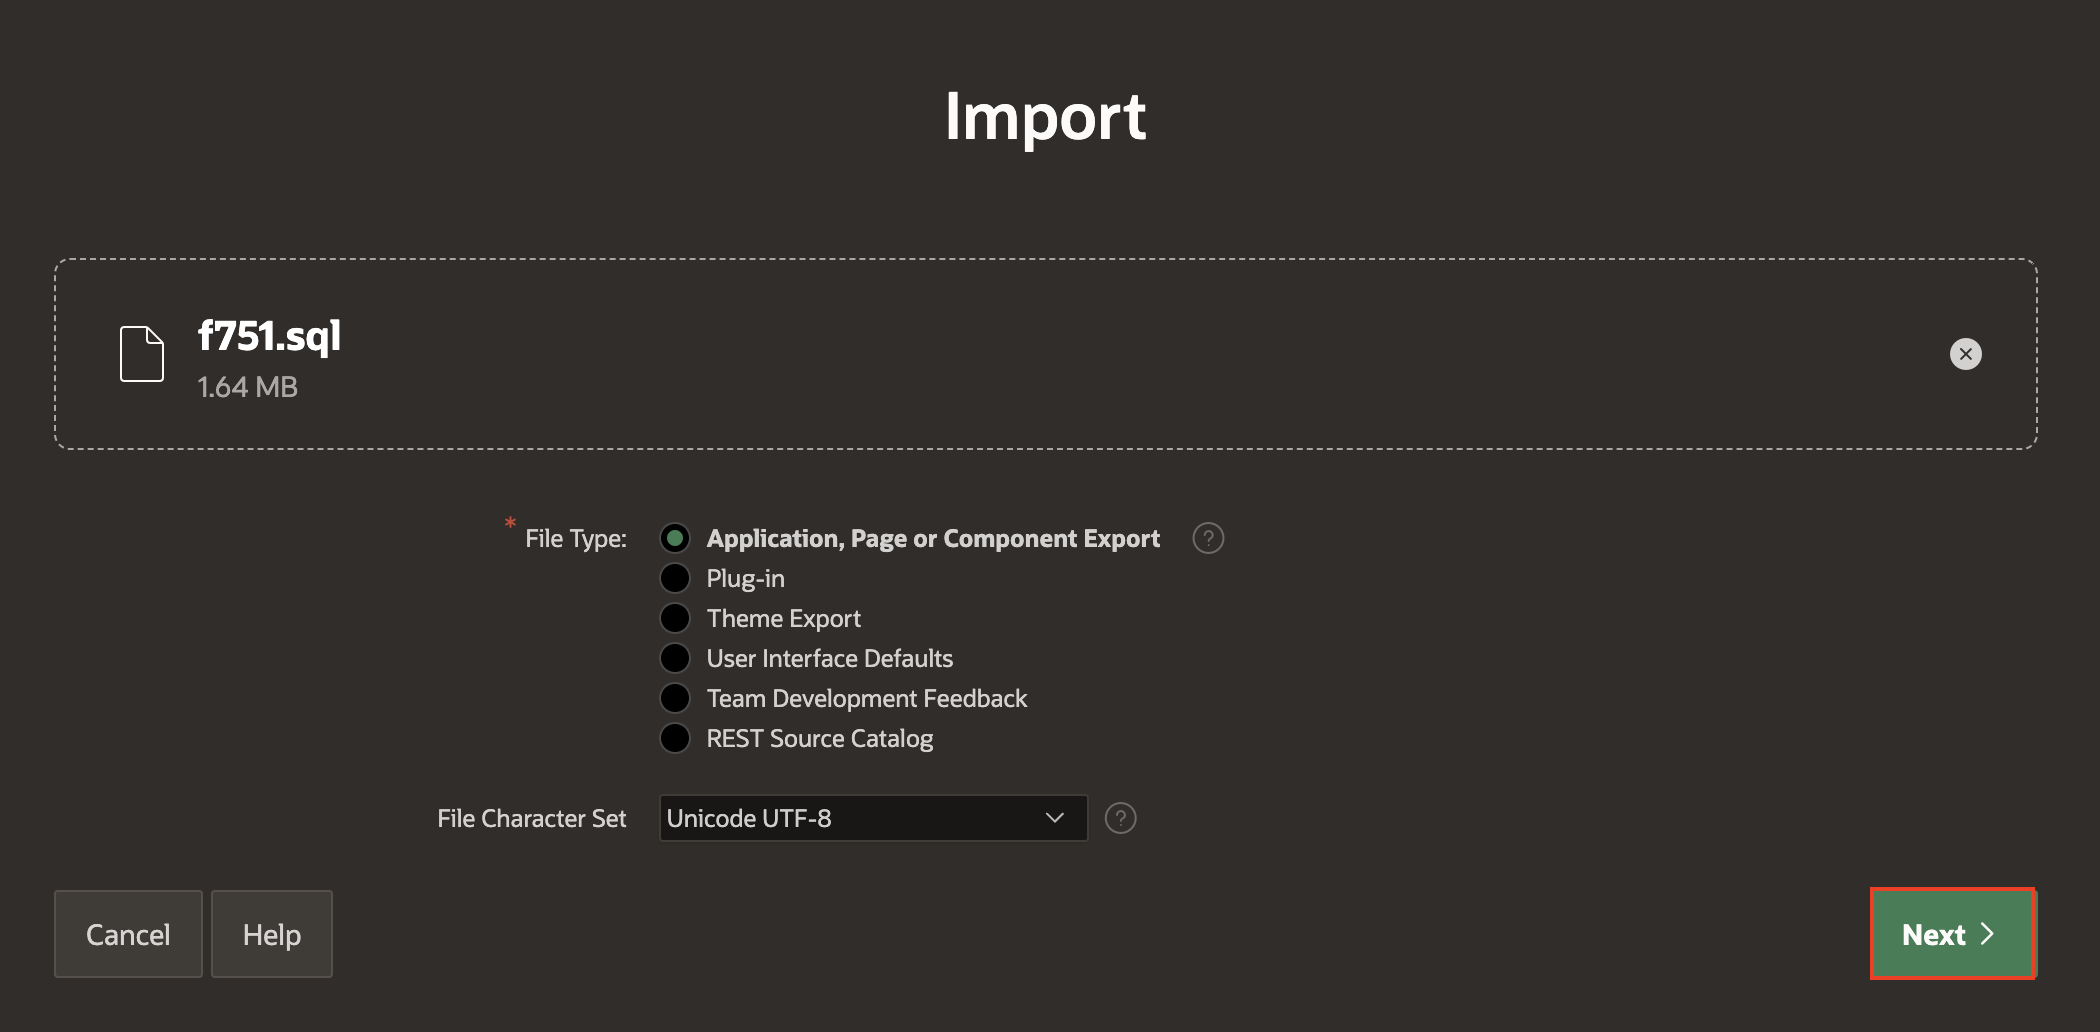 Import
f751.sql
1.64 MB
* File Type: Application, Page or Component Export ?
Plug-in
Theme Export
User Interface Defaults
Team Development Feedback
REST Source Catalog
File Character Set Unicode UTF-8 ?
Cancel Help Next